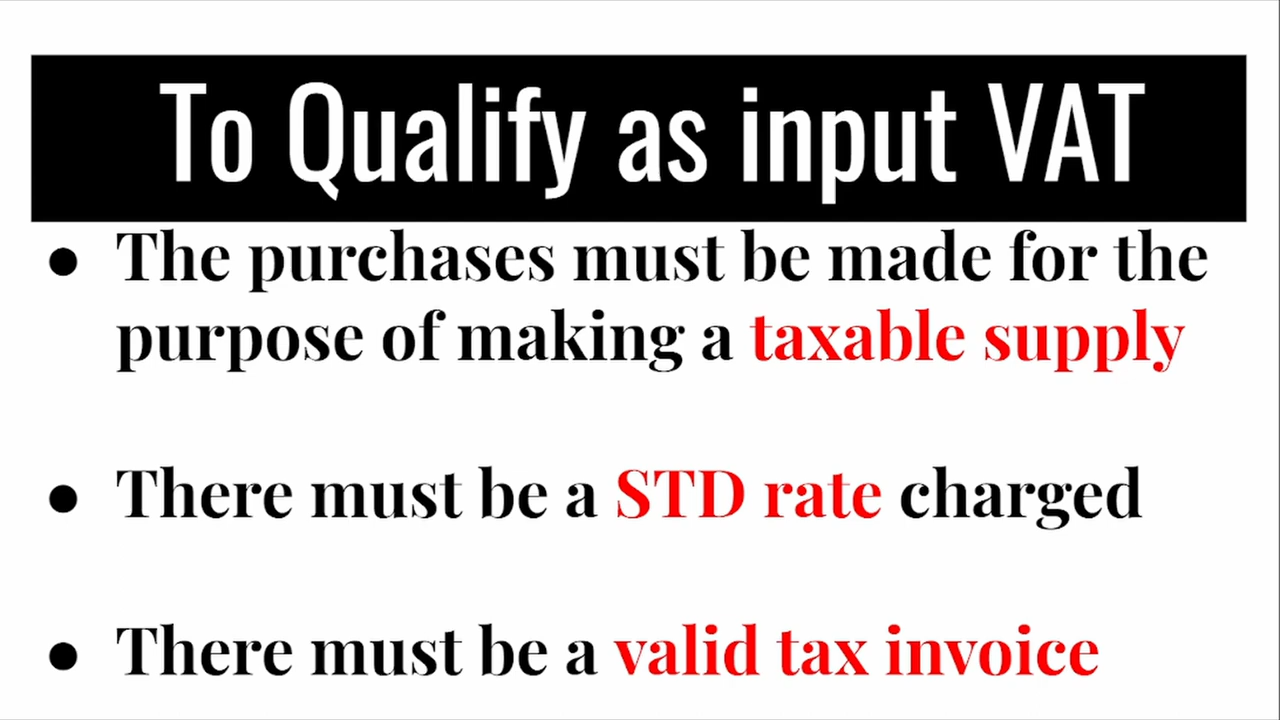 To Qualify as input VAT
● The purchases must be made for the
purpose of making a taxable supply
● There must be a STD rate charged
● There must be a valid tax invoice